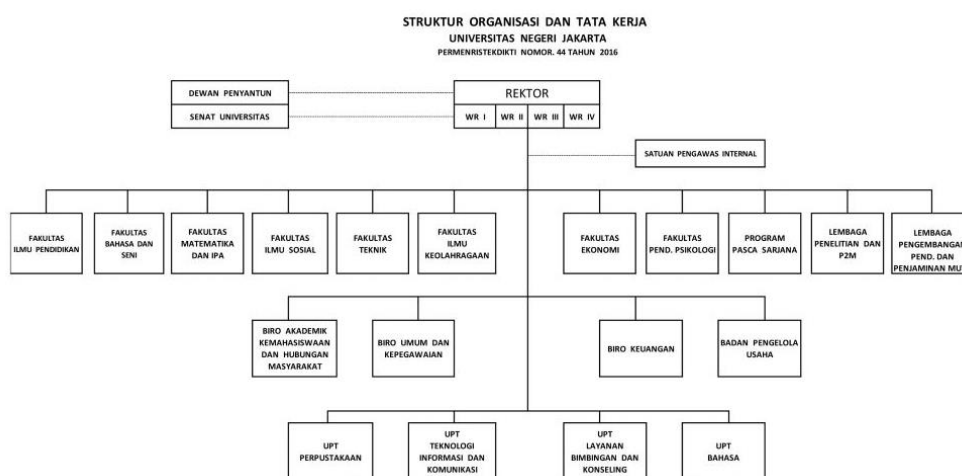 STRUKTUR ORGANISASI DAN TATA KERJA
UNIVERSITAS NEGERI JAKARTA
PERMENRISTEKDIKTI NOMOR. 44 TAHUN 2016
DEWAN PENYANTUN
REKTOR
SENAT UNIVERSITAS
WR I
WR II
WR III
WR IV
SATUAN PENGAWAS INTERNAL
FAKULTAS
ILMU PENDIDIKAN
FAKULTAS
BAHASA DAN
SENI
FAKULTAS
MATEMATIKA
DAN IPA
FAKULTAS
ILMU SOSIAL
FAKULTAS
TEKNIK
FAKULTAS
ILMU
KEOLAHRAGAAN
FAKULTAS
EKONOMI
FAKULTAS
PEND. PSIKOLOGI
PROGRAM
PASCA SARJANA
LEMBAGA
PENELITIAN DAN
P2M
LEMBAGA
PENGEMBANGAN
PEND. DAN
PENJAMINAN MUT
BIRO AKADEMIK
KEMAHASISWAAN
DAN HUBUNGAN
MASYARAKAT
BIRO UMUM DAN
KEPEGAWAIAN
BIRO KEUANGAN
BADAN PENGELOLA
USAHA
UPT
PERPUSTAKAAN
UPT
TEKNOLOGI
INFORMASI DAN
KOMUNIKASI
UPT
LAYANAN
BIMBINGAN DAN
KONSELING
UPT
BAHASA